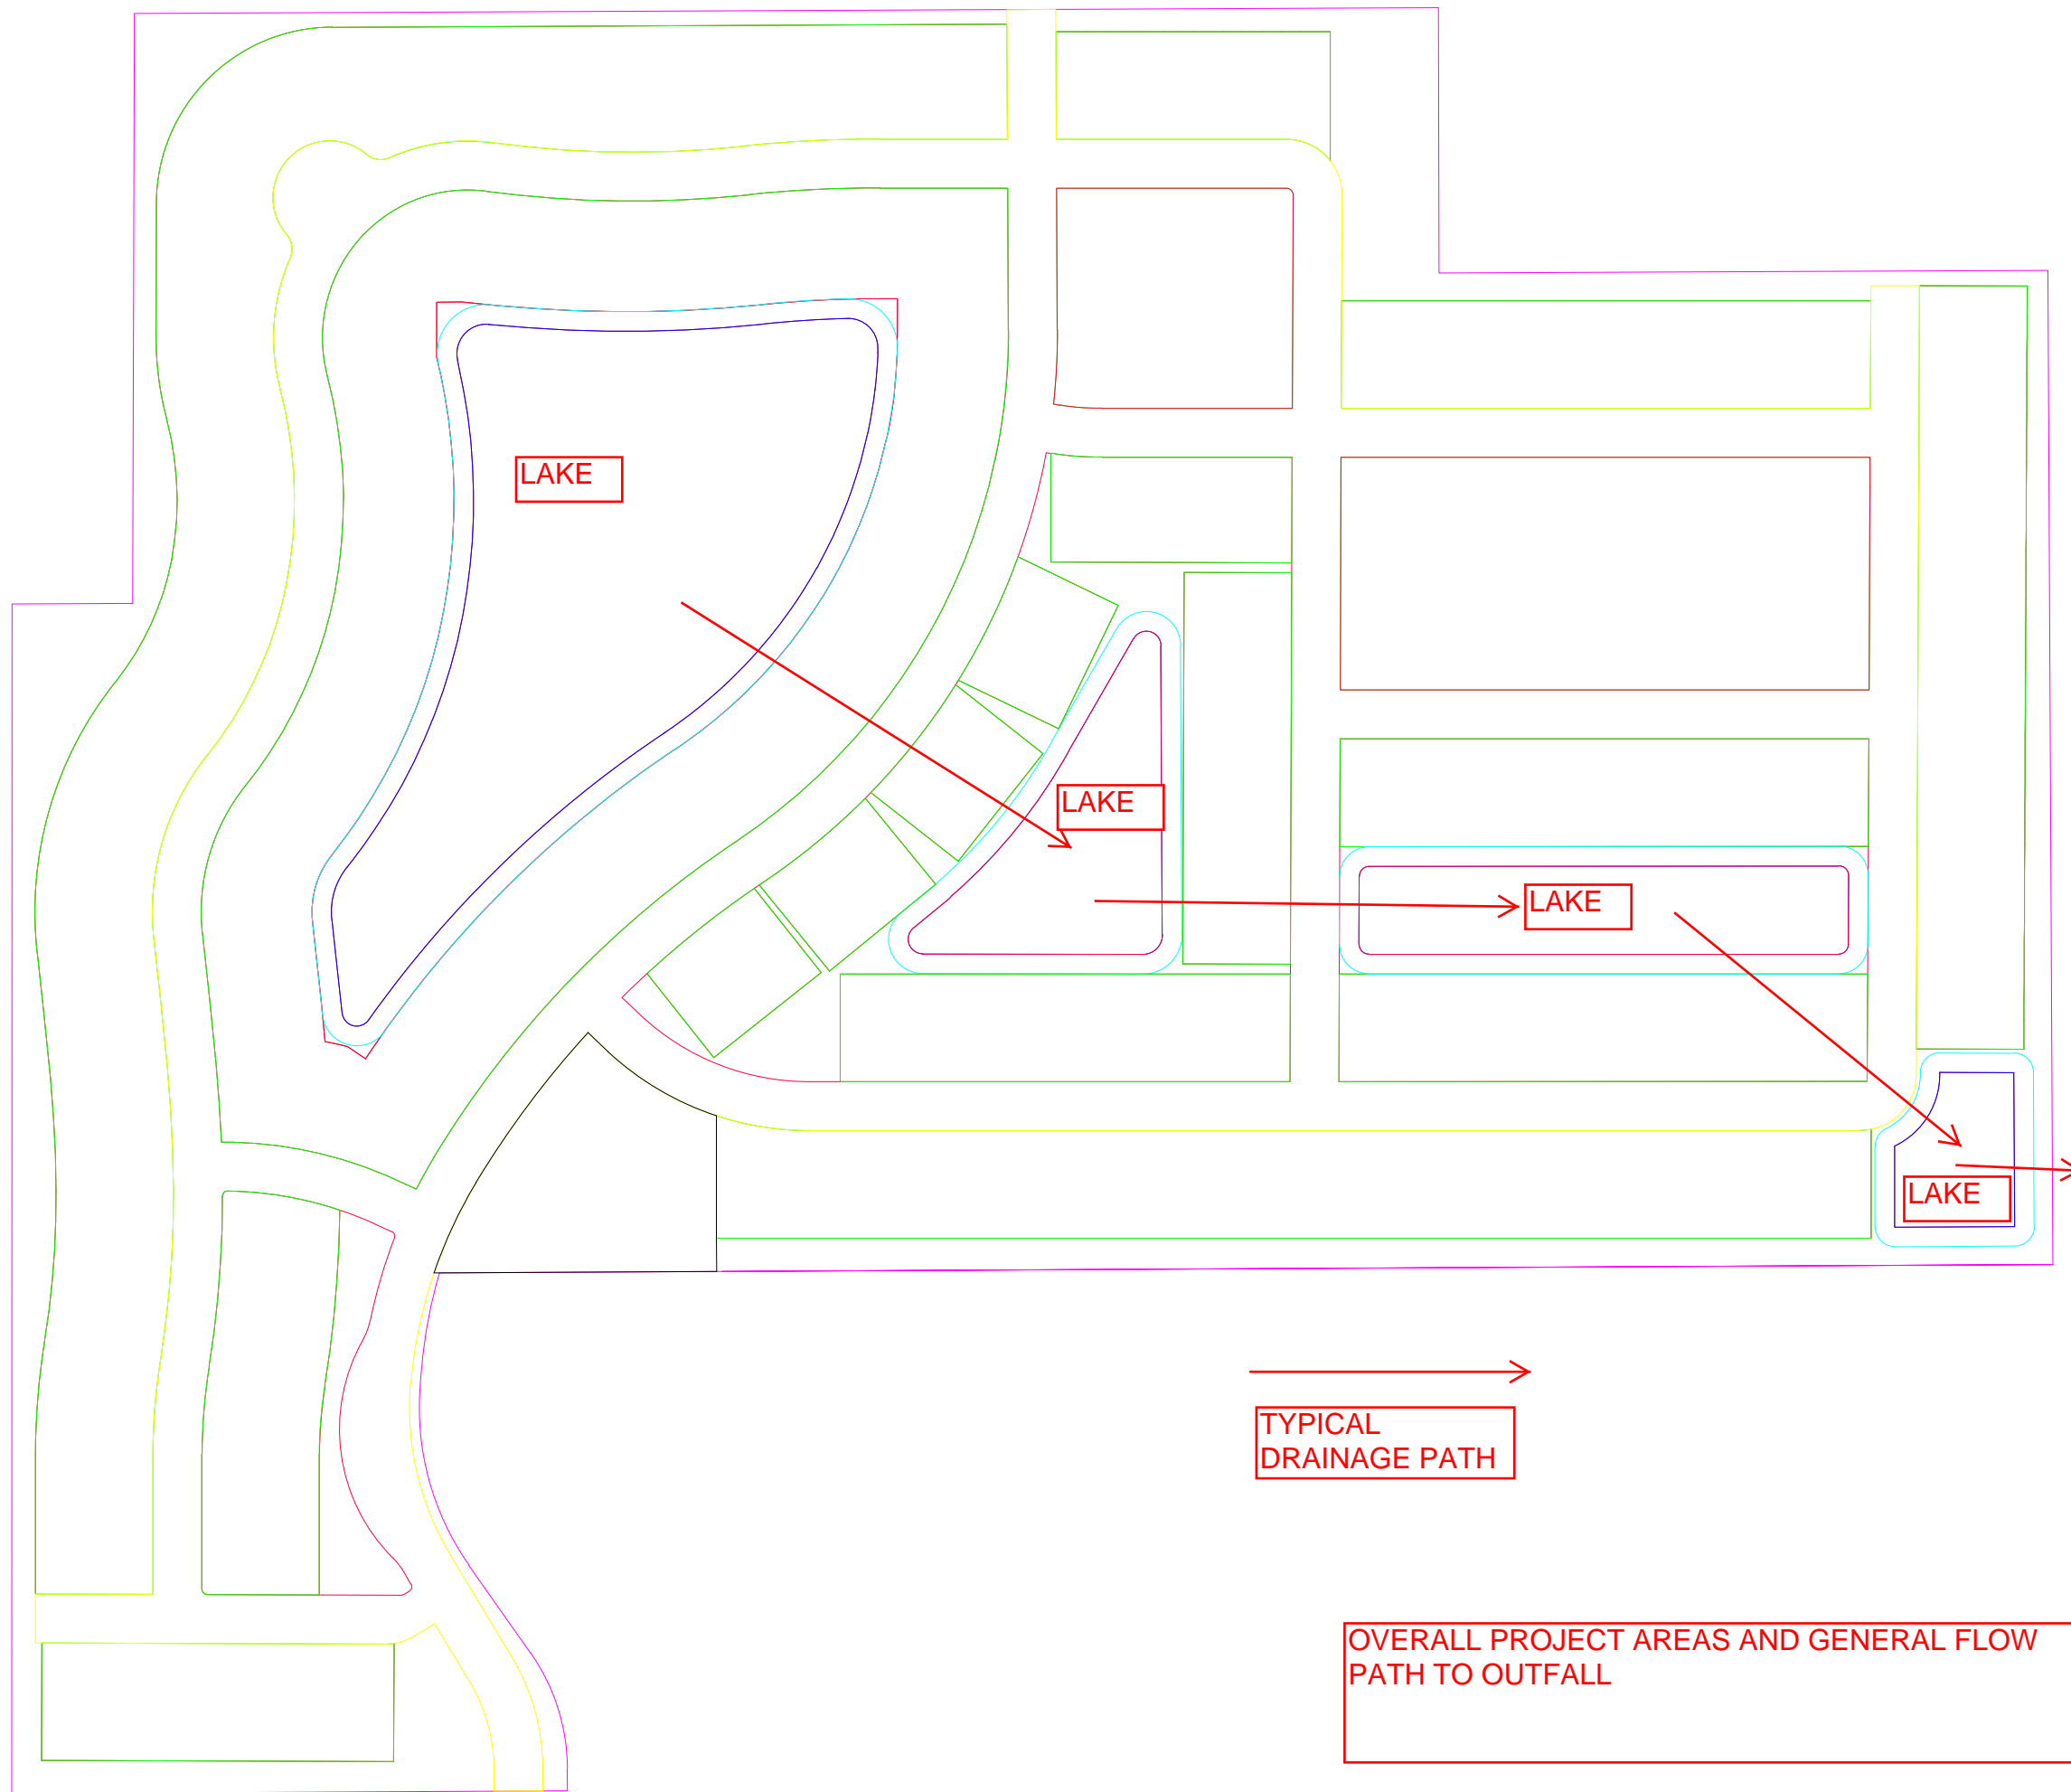 LAKE
LAKE
LAKE
LAKE
TYPICAL
DRAINAGE PATH
OVERALL PROJECT AREAS AND GENERAL FLOW
PATH TO OUTFALL